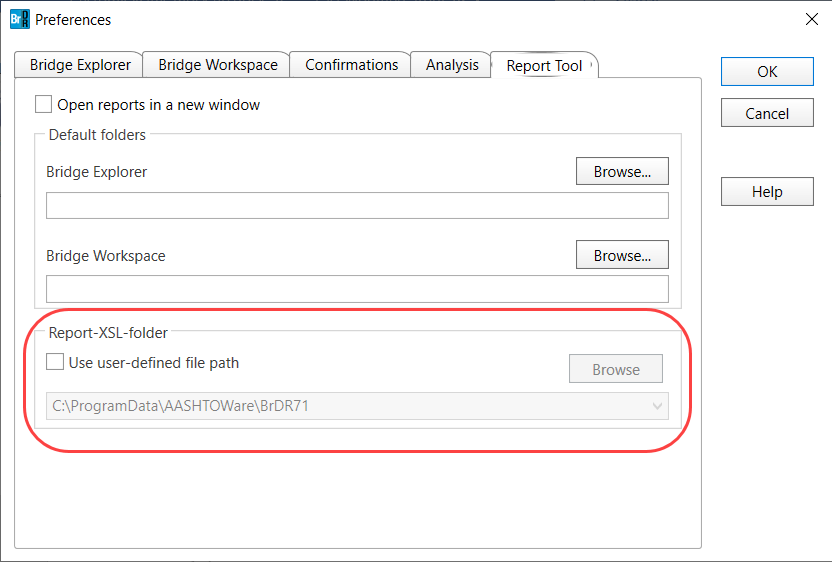 BrDR Preferences
Bridge Explorer Bridge Workspace Confirmations Analysis Report Tool
OK
Open reports in a new window
Cancel
Default folders
Bridge Explorer Browse...
Help
Bridge Workspace Browse...
Report-XSL-folder
Use user-defined file path Browse
C:\ProgramData\AASHTOWare\BrDR71